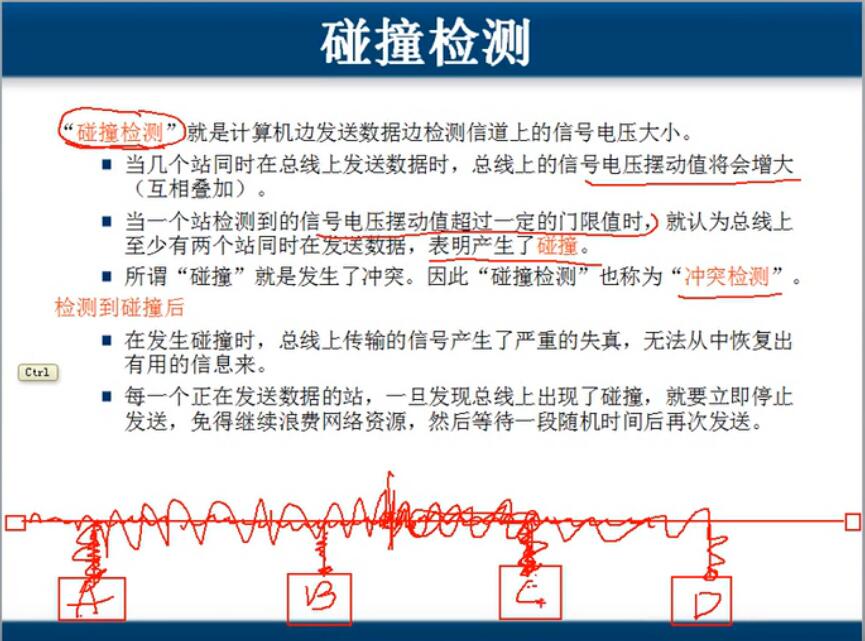 碰撞检测
“碰撞检测”就是计算机边发送数据边检测信道上的信号电压大小。
■ 当几个站同时在总线上发送数据时，总线上的信号电压摆动值将会增大
（互相叠加）。
■ 当一个站检测到的信号电压摆动值超过一定的门限值时，就认为总线上
至少有两个站同时在发送数据，表明产生了碰撞。
■ 所谓“碰撞”就是发生了冲突。因此“碰撞检测”也称为“冲突检测”。
检测到碰撞后
■ 在发生碰撞时，总线上传输的信号产生了严重的失真，无法从中恢复出
有用的信息来。
Ctrl
■ 每一个正在发送数据的站，一旦发现总线上出现了碰撞，就要立即停止
发送，免得继续浪费网络资源，然后等待一段随机时间后再次发送。
A B C D